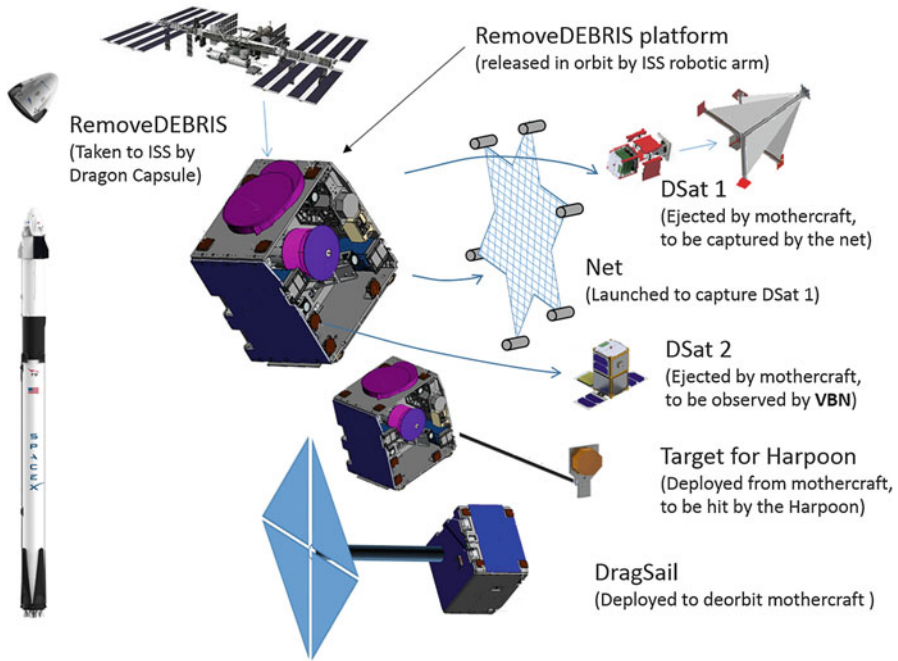 RemoveDEBRIS platform
(released in orbit by ISS robotic arm)
RemoveDEBRIS
(Taken to ISS by
Dragon Capsule)
DSat 1
(Ejected by mothercraft,
to be captured by the net)
Net
(Launched to capture DSat 1)
DSat 2
(Ejected by mothercraft,
to be observed by VBN)
Target for Harpoon
(Deployed from mothercraft,
to be hit by the Harpoon)
DragSail
(Deployed to deorbit mothercraft )
SPACEX